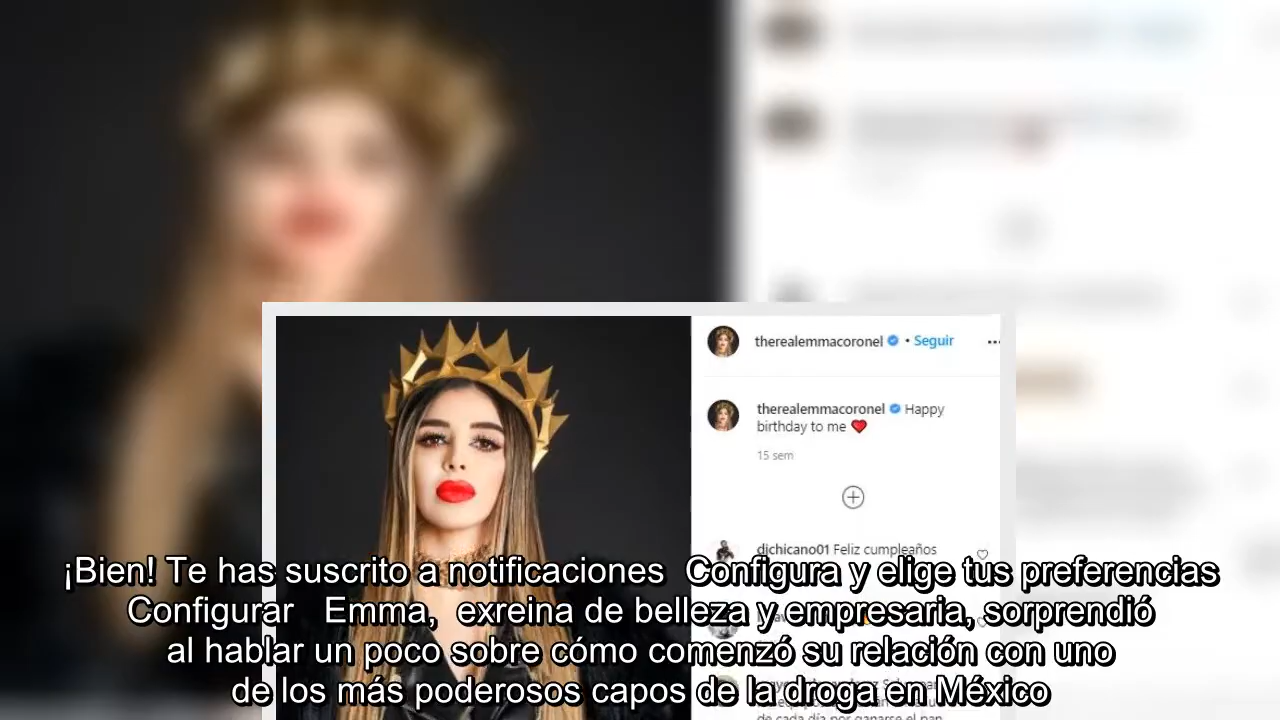 therealemmacoronel • Seguir
therealemmacoronel Happy
birthday to me ❤
15 sem
dichicano01 Feliz cumpleaños
¡Bien! Te has suscrito a notificaciones Configura y elige tus preferencias
Configurar Emma, exreina de belleza y empresaria, sorprendió
al hablar un poco sobre cómo comenzó su relación con uno
de los más poderosos capos de la droga en México